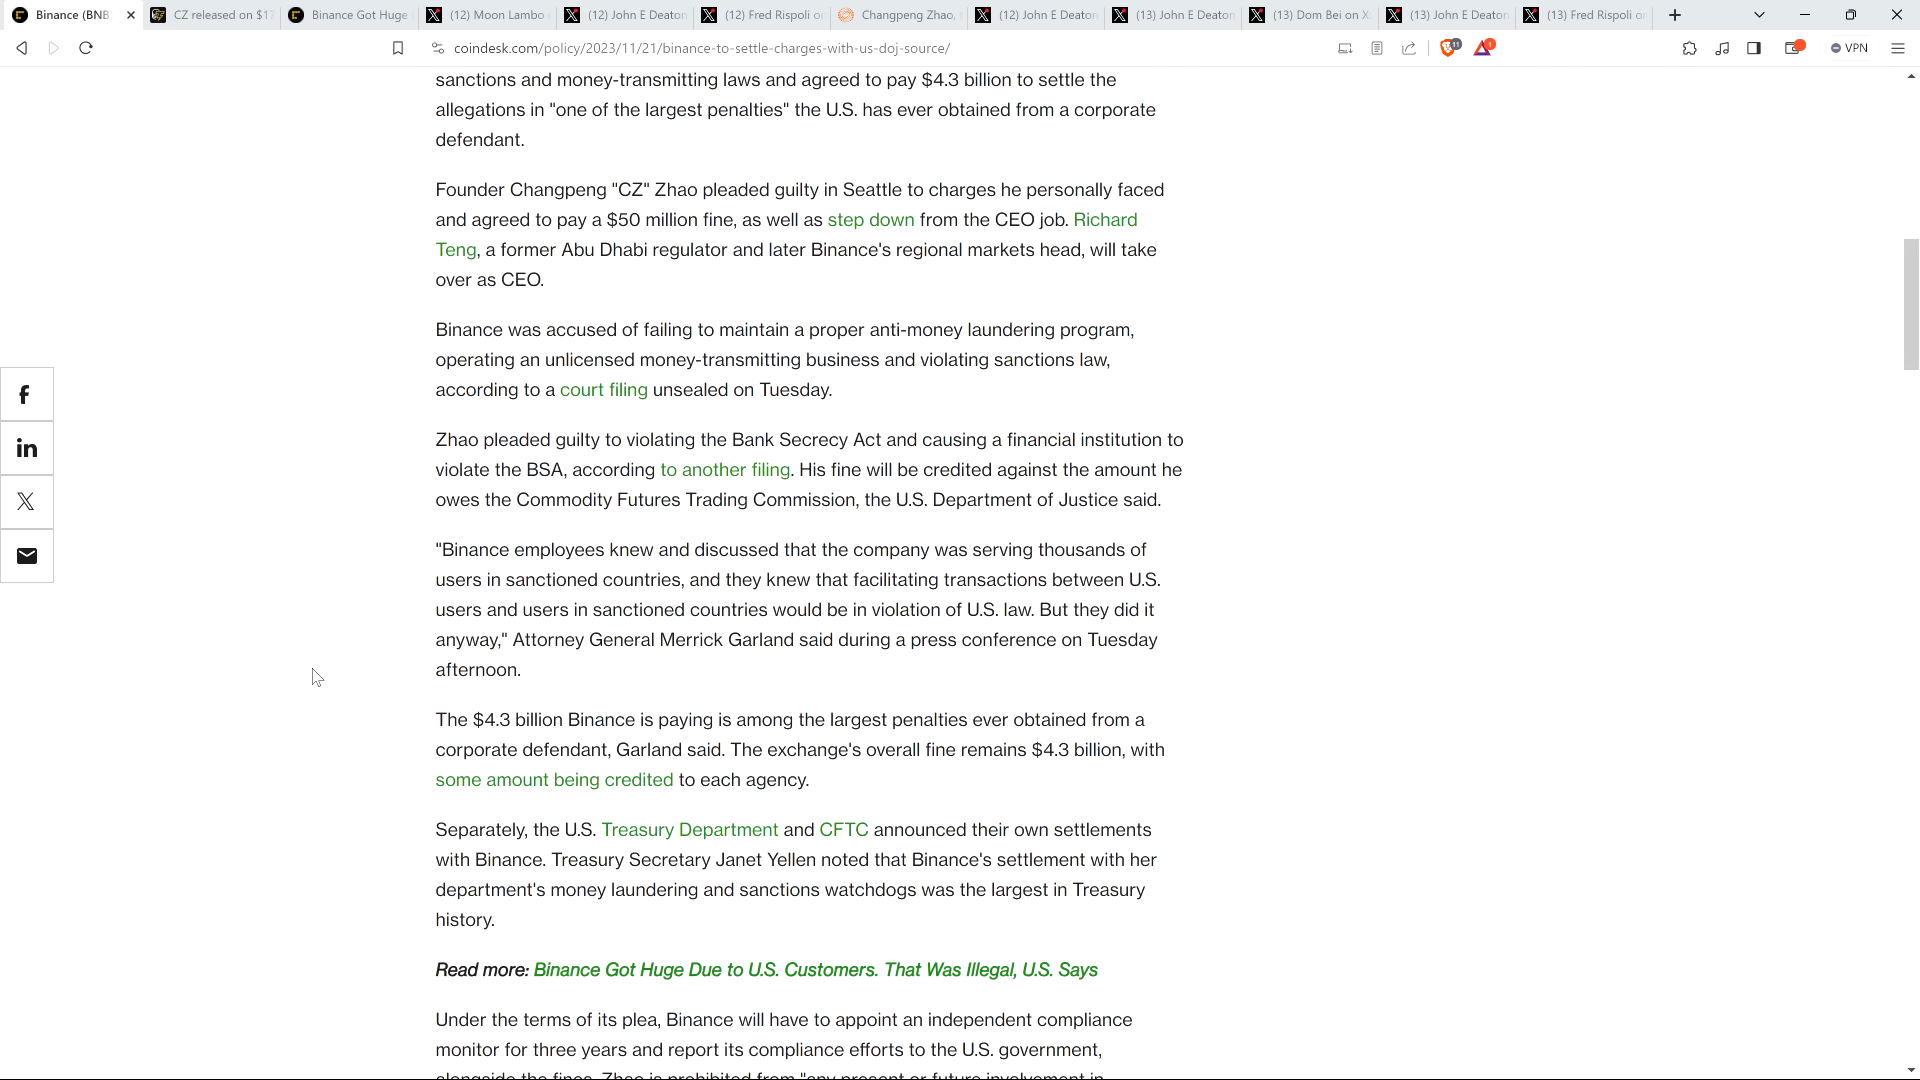 Binance (BNB)
CZ released on $17
Binance Got Huge
(12) Moon Lambo
(12) John E Deaton
(12) Fred Rispoli on
Changpeng Zhao,
(12) John E Deaton
(13) John E Deaton
(13) Dom Bei on X
(13) John E Deaton
(13) Fred Rispoli on
coindesk.com/policy/2023/11/21/binance-to-settle-charges-with-us-doj-source/
11
1
VPN
sanctions and money-transmitting laws and agreed to pay $4.3 billion to settle the
allegations in "one of the largest penalties" the U.S. has ever obtained from a corporate
defendant.
Founder Changpeng "CZ" Zhao pleaded guilty in Seattle to charges he personally faced
and agreed to pay a $50 million fine, as well as step down from the CEO job. Richard
Teng, a former Abu Dhabi regulator and later Binance's regional markets head, will take
over as CEO.
Binance was accused of failing to maintain a proper anti-money laundering program,
operating an unlicensed money-transmitting business and violating sanctions law,
according to a court filing unsealed on Tuesday.
Zhao pleaded guilty to violating the Bank Secrecy Act and causing a financial institution to
violate the BSA, according to another filing. His fine will be credited against the amount he
owes the Commodity Futures Trading Commission, the U.S. Department of Justice said.
"Binance employees knew and discussed that the company was serving thousands of
users in sanctioned countries, and they knew that facilitating transactions between U.S.
users and users in sanctioned countries would be in violation of U.S. law. But they did it
anyway," Attorney General Merrick Garland said during a press conference on Tuesday
afternoon.
The $4.3 billion Binance is paying is among the largest penalties ever obtained from a
corporate defendant, Garland said. The exchange's overall fine remains $4.3 billion, with
some amount being credited to each agency.
Separately, the U.S. Treasury Department and CFTC announced their own settlements
with Binance. Treasury Secretary Janet Yellen noted that Binance's settlement with her
department's money laundering and sanctions watchdogs was the largest in Treasury
history.
Read more: Binance Got Huge Due to U.S. Customers. That Was Illegal, U.S. Says
Under the terms of its plea, Binance will have to appoint an independent compliance
monitor for three years and report its compliance efforts to the U.S. government,
alongside the fines. Zhao is prohibited from "any present or future involvement in